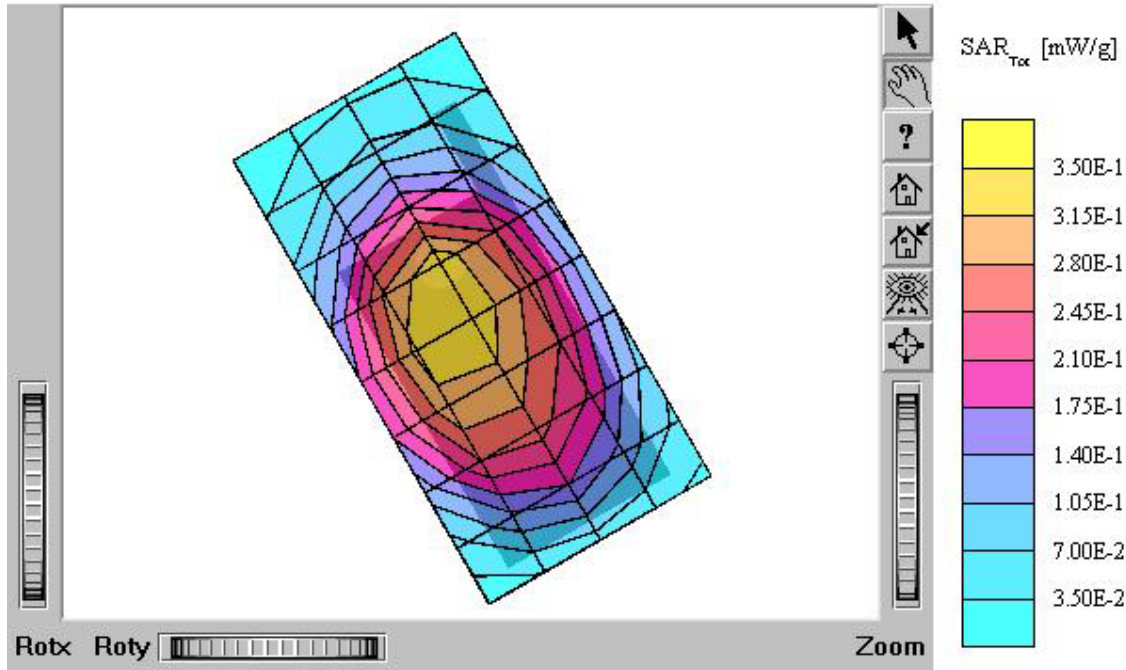 SAR_Tot [mW/g]
?
3.50E-1
3.15E-1
2.80E-1
2.45E-1
2.10E-1
1.75E-1
1.40E-1
1.05E-1
7.00E-2
3.50E-2
Rotx Roty Zoom